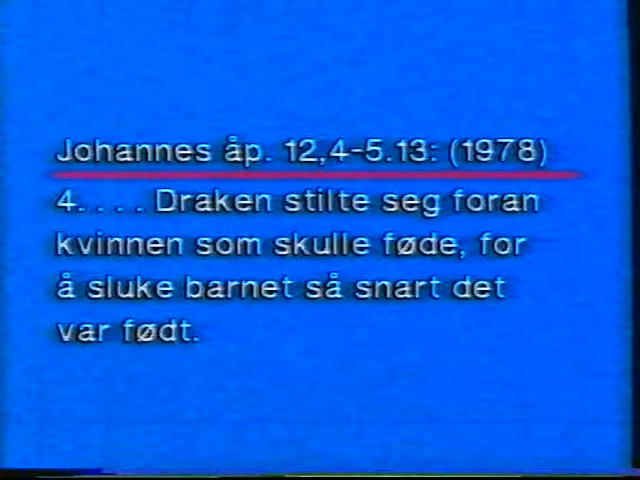 Johannes åp. 12,4-5.13: (1978)
4. . . . Draken stilte seg foran
kvinnen som skulle føde, for
å sluke barnet så snart det
var født.